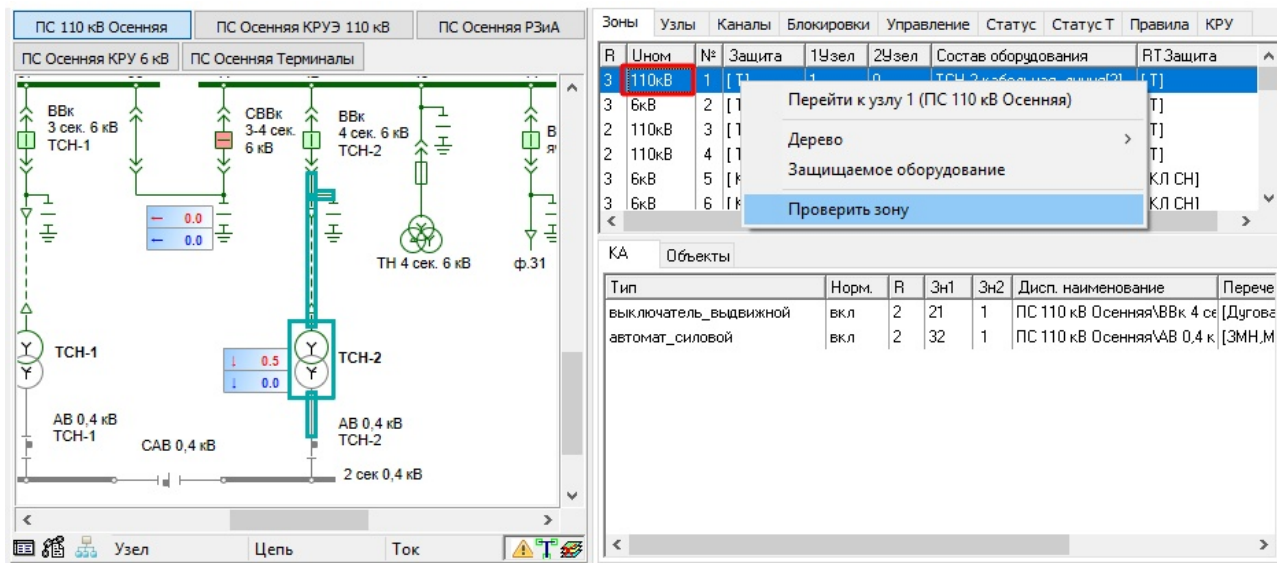 ПС 110 кВ Осенняя
ПС Осенняя КРУЭ 110 кВ
ПС Осенняя РЗиА
ПС Осенняя КРУ 6 кВ
ПС Осенняя Терминалы
ВВк
3 сек. 6 кВ
ТСН-1
СВВк
3-4 сек.
6 кВ
ВВк
4 сек. 6 кВ
ТСН-2
0.0
0.0
ТН 4 сек. 6 кВ
ф.31
ТСН-1
0.5
0.0
ТСН-2
АВ 0,4 кВ
ТСН-1
САВ 0,4 кВ
АВ 0,4 кВ
ТСН-2
2 сек 0,4 кВ
Узел
Цепь
Ток
Зоны Узлы Каналы Блокировки Управление Статус Статус Т Правила КРУ
R Uном № Защита 1Узел 2Узел Состав оборудования RTЗащита
3 110кВ 1
3 6кВ 2
2 110кВ 3
2 110кВ 4
3 6кВ 5 КЛ СН]
3 6кВ 6 КЛ СН]
Перейти к узлу 1 (ПС 110 кВ Осенняя)
Дерево
Защищаемое оборудование
Проверить зону
КА Объекты
Тип Норм. R Зн1 Зн2 Дисп. наименование Перече
выключатель_выдвижной вкл 2 21 1 ПС 110 кВ Осенняя\ВВк 4 се [Дугова
автомат_силовой вкл 2 32 1 ПС 110 кВ Осенняя\АВ 0,4 к [ЗМН,М